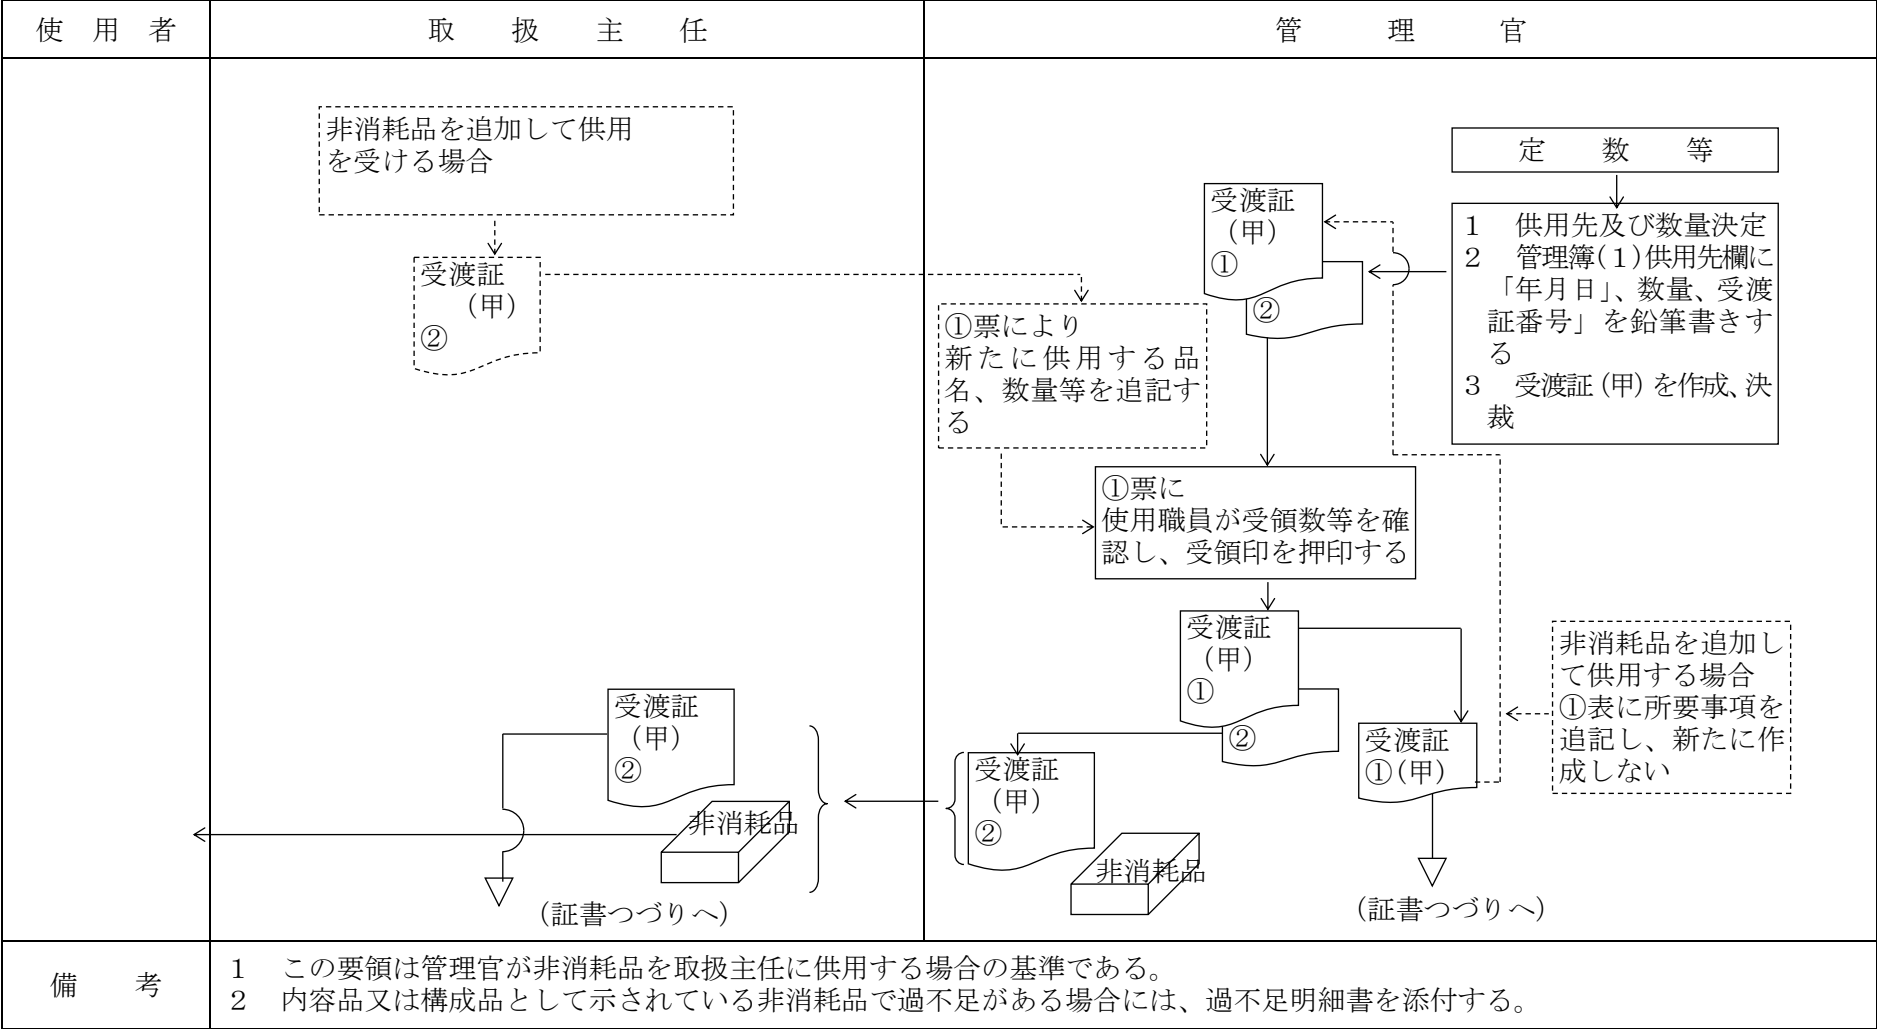 使用者
取扱主任
管理官
非消耗品を追加して供用
を受ける場合
受渡証
（甲）
②
定数等
1　供用先及び数量決定
2　管理簿(１)供用先欄に
「年月日」、数量、受渡
証番号」を鉛筆書きす
る
3　受渡証（甲）を作成、決
裁
受渡証
（甲）
①
②
①票により
新たに供用する品
名、数量等を追記す
る
①票に
使用職員が受領数等を確
認し、受領印を押印する
受渡証
（甲）
①
②
非消耗品を追加し
て供用する場合
①表に所要事項を
追記し、新たに作
成しない
受渡証
①(甲)
(証書つづりへ)
受渡証
（甲）
②
非消耗品
受渡証
（甲）
②
非消耗品
(証書つづりへ)
備考
1　この要領は管理官が非消耗品を取扱主任に供用する場合の基準である。
2　内容品又は構成品として示されている非消耗品で過不足がある場合には、過不足明細書を添付する。